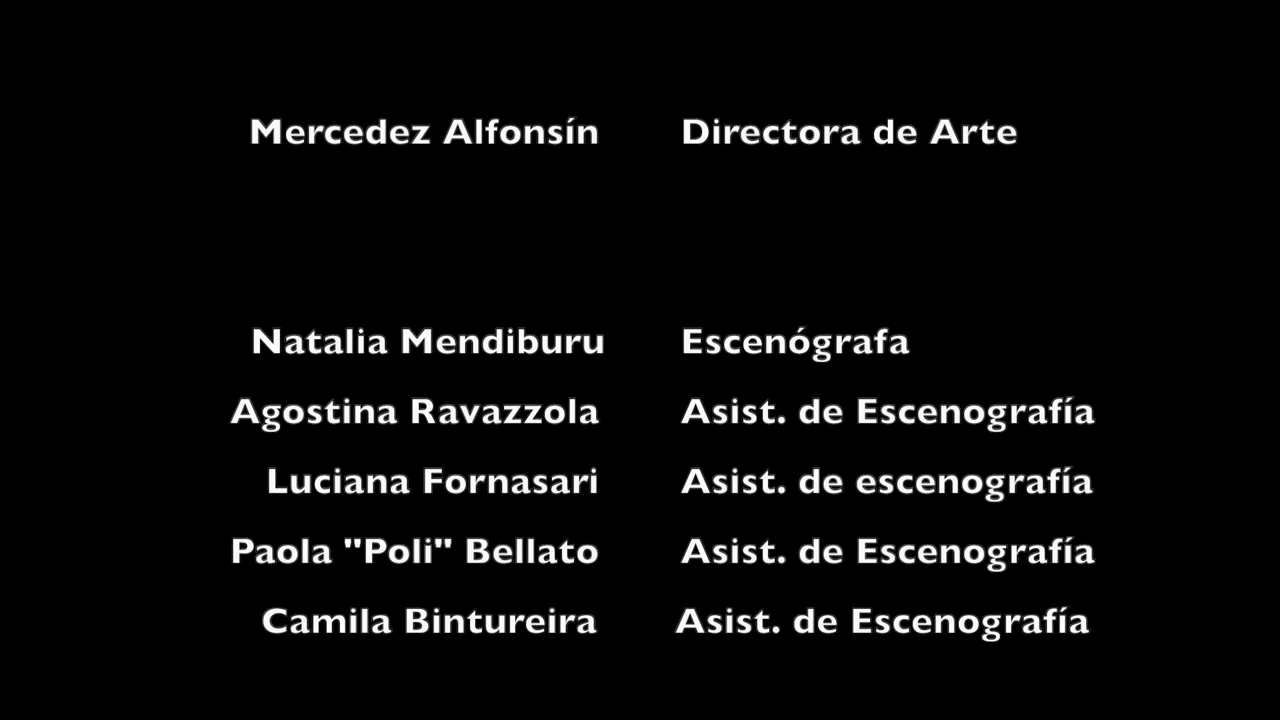 Mercedez Alfonsín Directora de Arte
Natalia Mendiburu Escenógrafa
Agostina Ravazzola Asist. de Escenografía
Luciana Fornasari Asist. de escenografía
Paola "Poli" Bellato Asist. de Escenografía
Camila Bintureira Asist. de Escenografía